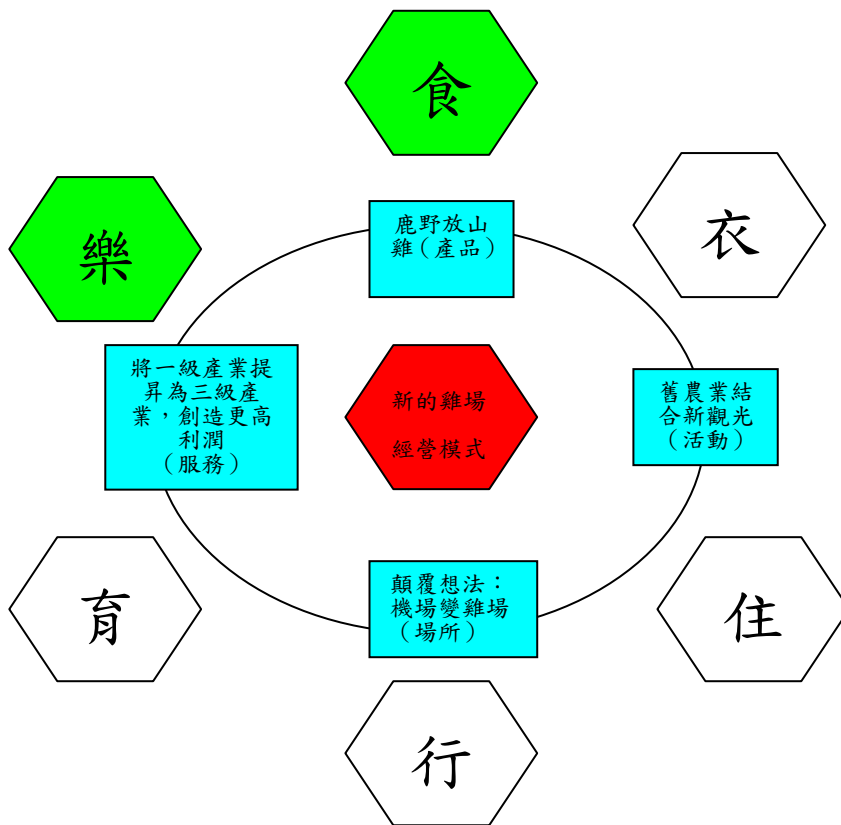 食
衣
樂
鹿野放山
雞（產品）
將一級產業提
昇為三級產
業，創造更高
利潤
（服務）
新的雞場
經營模式
舊農業結
合新觀光
（活動）
顛覆想法：
機場變雞場
（場所）
育
住
行